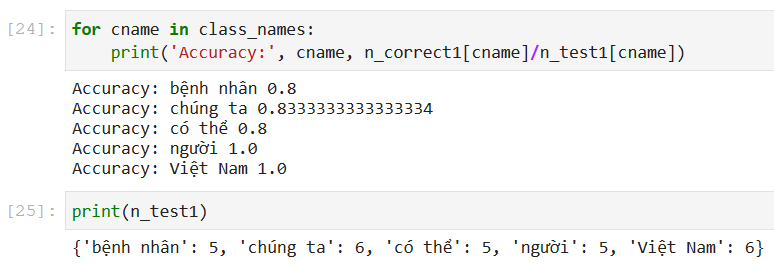 [24]: for cname in class_names:
print('Accuracy:', cname, n_correct1[cname]/n_test1[cname])
Accuracy: bệnh nhân 0.8
Accuracy: chúng ta 0.8333333333333334
Accuracy: có thể 0.8
Accuracy: người 1.0
Accuracy: Việt Nam 1.0
[25]: print(n_test1)
{'bệnh nhân': 5, 'chúng ta': 6, 'có thể': 5, 'người': 5, 'Việt Nam': 6}